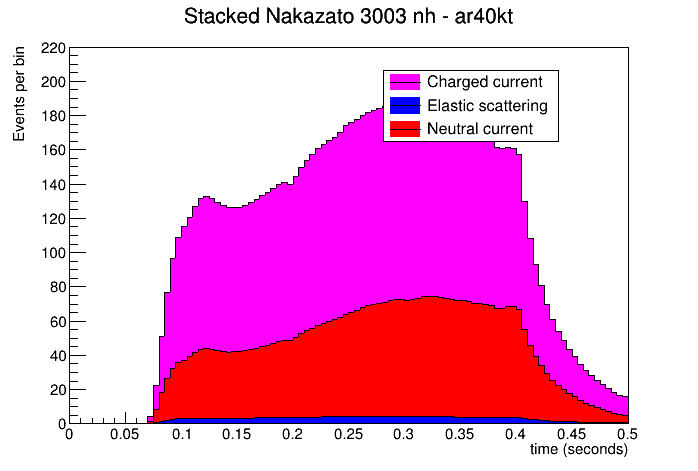 Stacked Nakazato 3003 nh - ar40kt
Events per bin
220
200
180
160
140
120
100
80
60
40
20
0
Charged current
Elastic scattering
Neutral current
0 0.05 0.1 0.15 0.2 0.25 0.3 0.35 0.4 0.45 0.5
time (seconds)